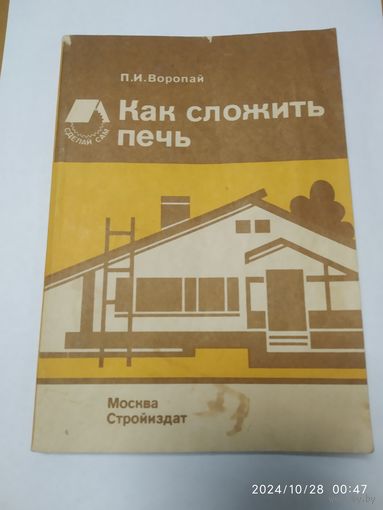 П.И.Воропай
СДЕЛАЙ САМ
Как сложить
печь
Москва
Стройиздат
2024/10/28 00:47